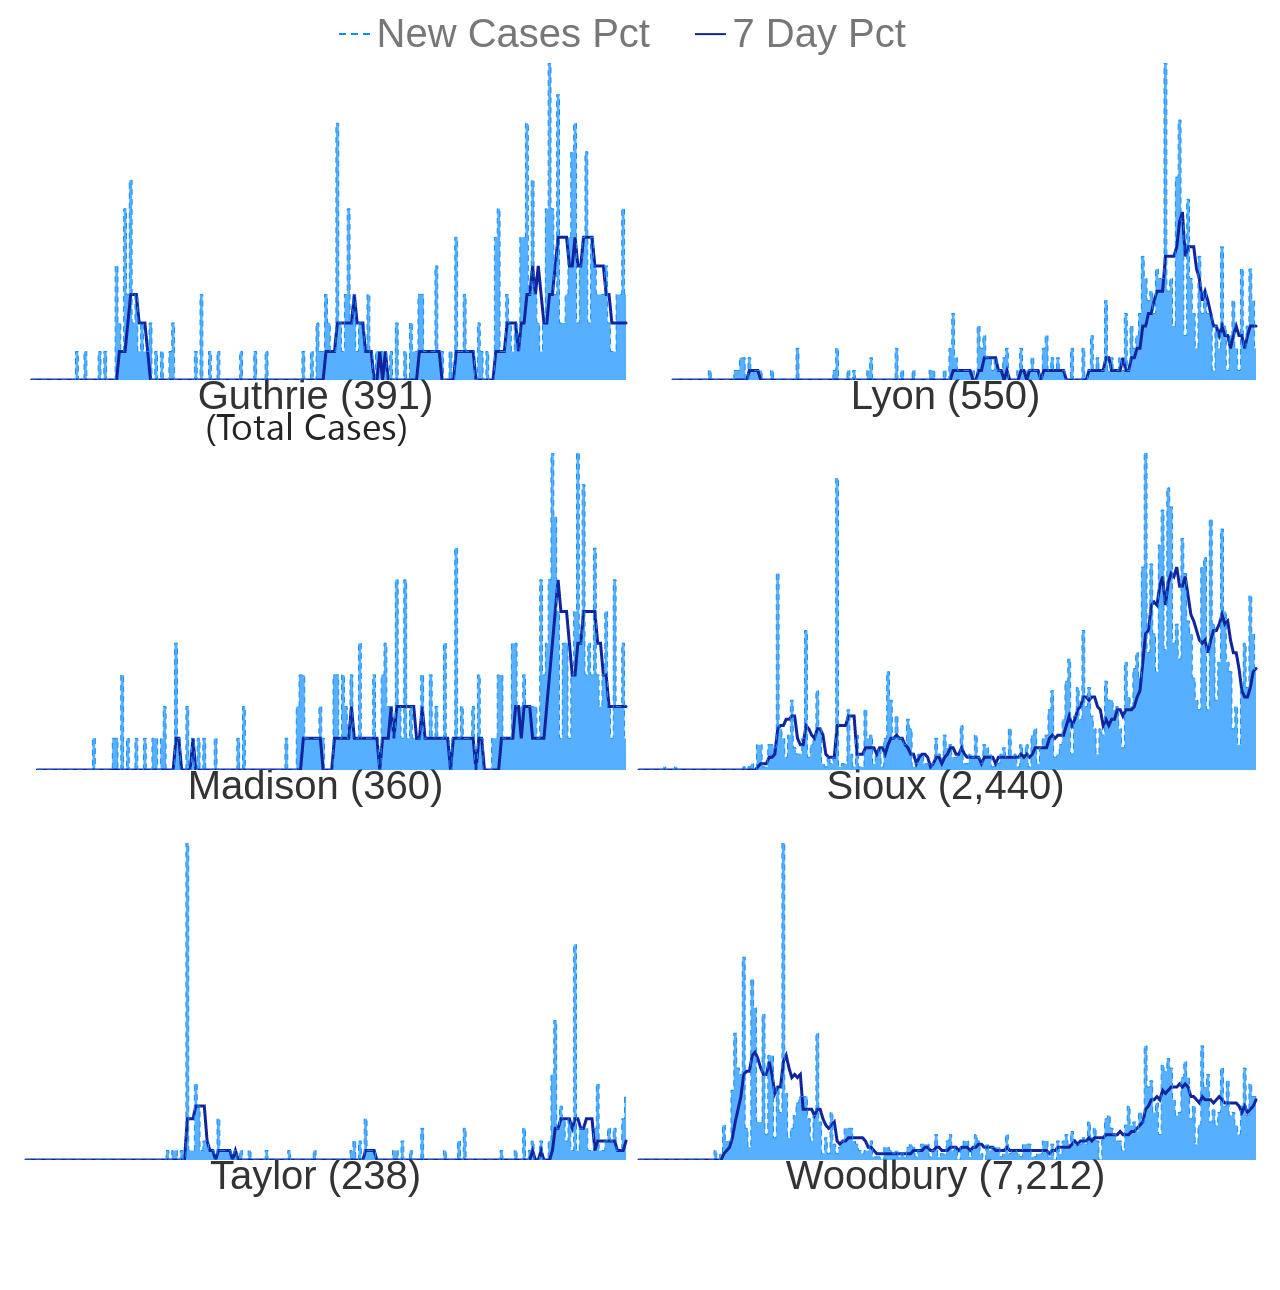 New Cases Pct 7 Day Pct
Guthrie (391) Lyon (550)
(Total Cases)
Madison (360) Sioux (2,440)
Taylor (238) Woodbury (7,212)